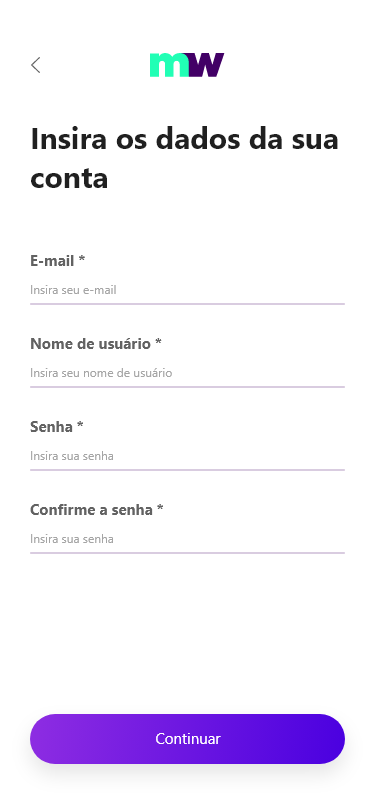 mw
Insira os dados da sua
conta
E-mail *
Insira seu e-mail
Nome de usuário *
Insira seu nome de usuário
Senha *
Insira sua senha
Confirme a senha *
Insira sua senha
Continuar